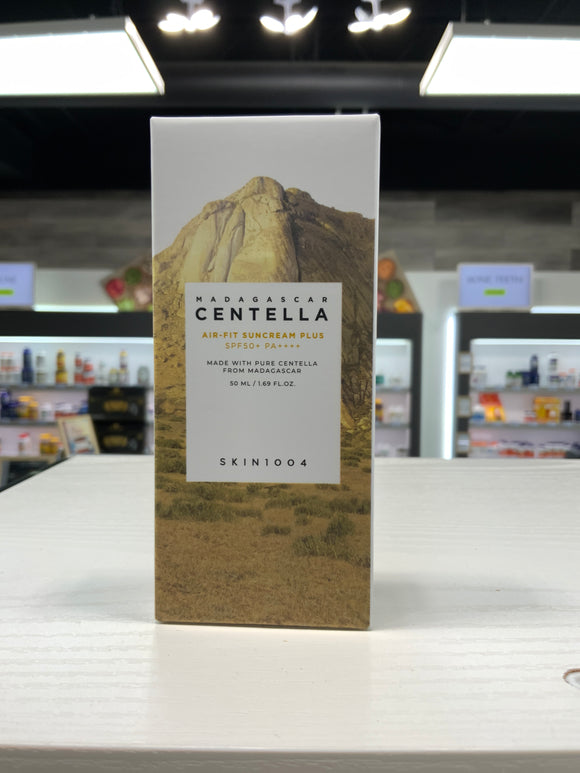 MADAGASCAR
CENTELLA
AIR-FIT SUNCREAM PLUS
SPF50+ PA++++
MADE WITH PURE CENTELLA
FROM MADAGASCAR
50 ML / 1.69 FL.OZ.
SKIN1004